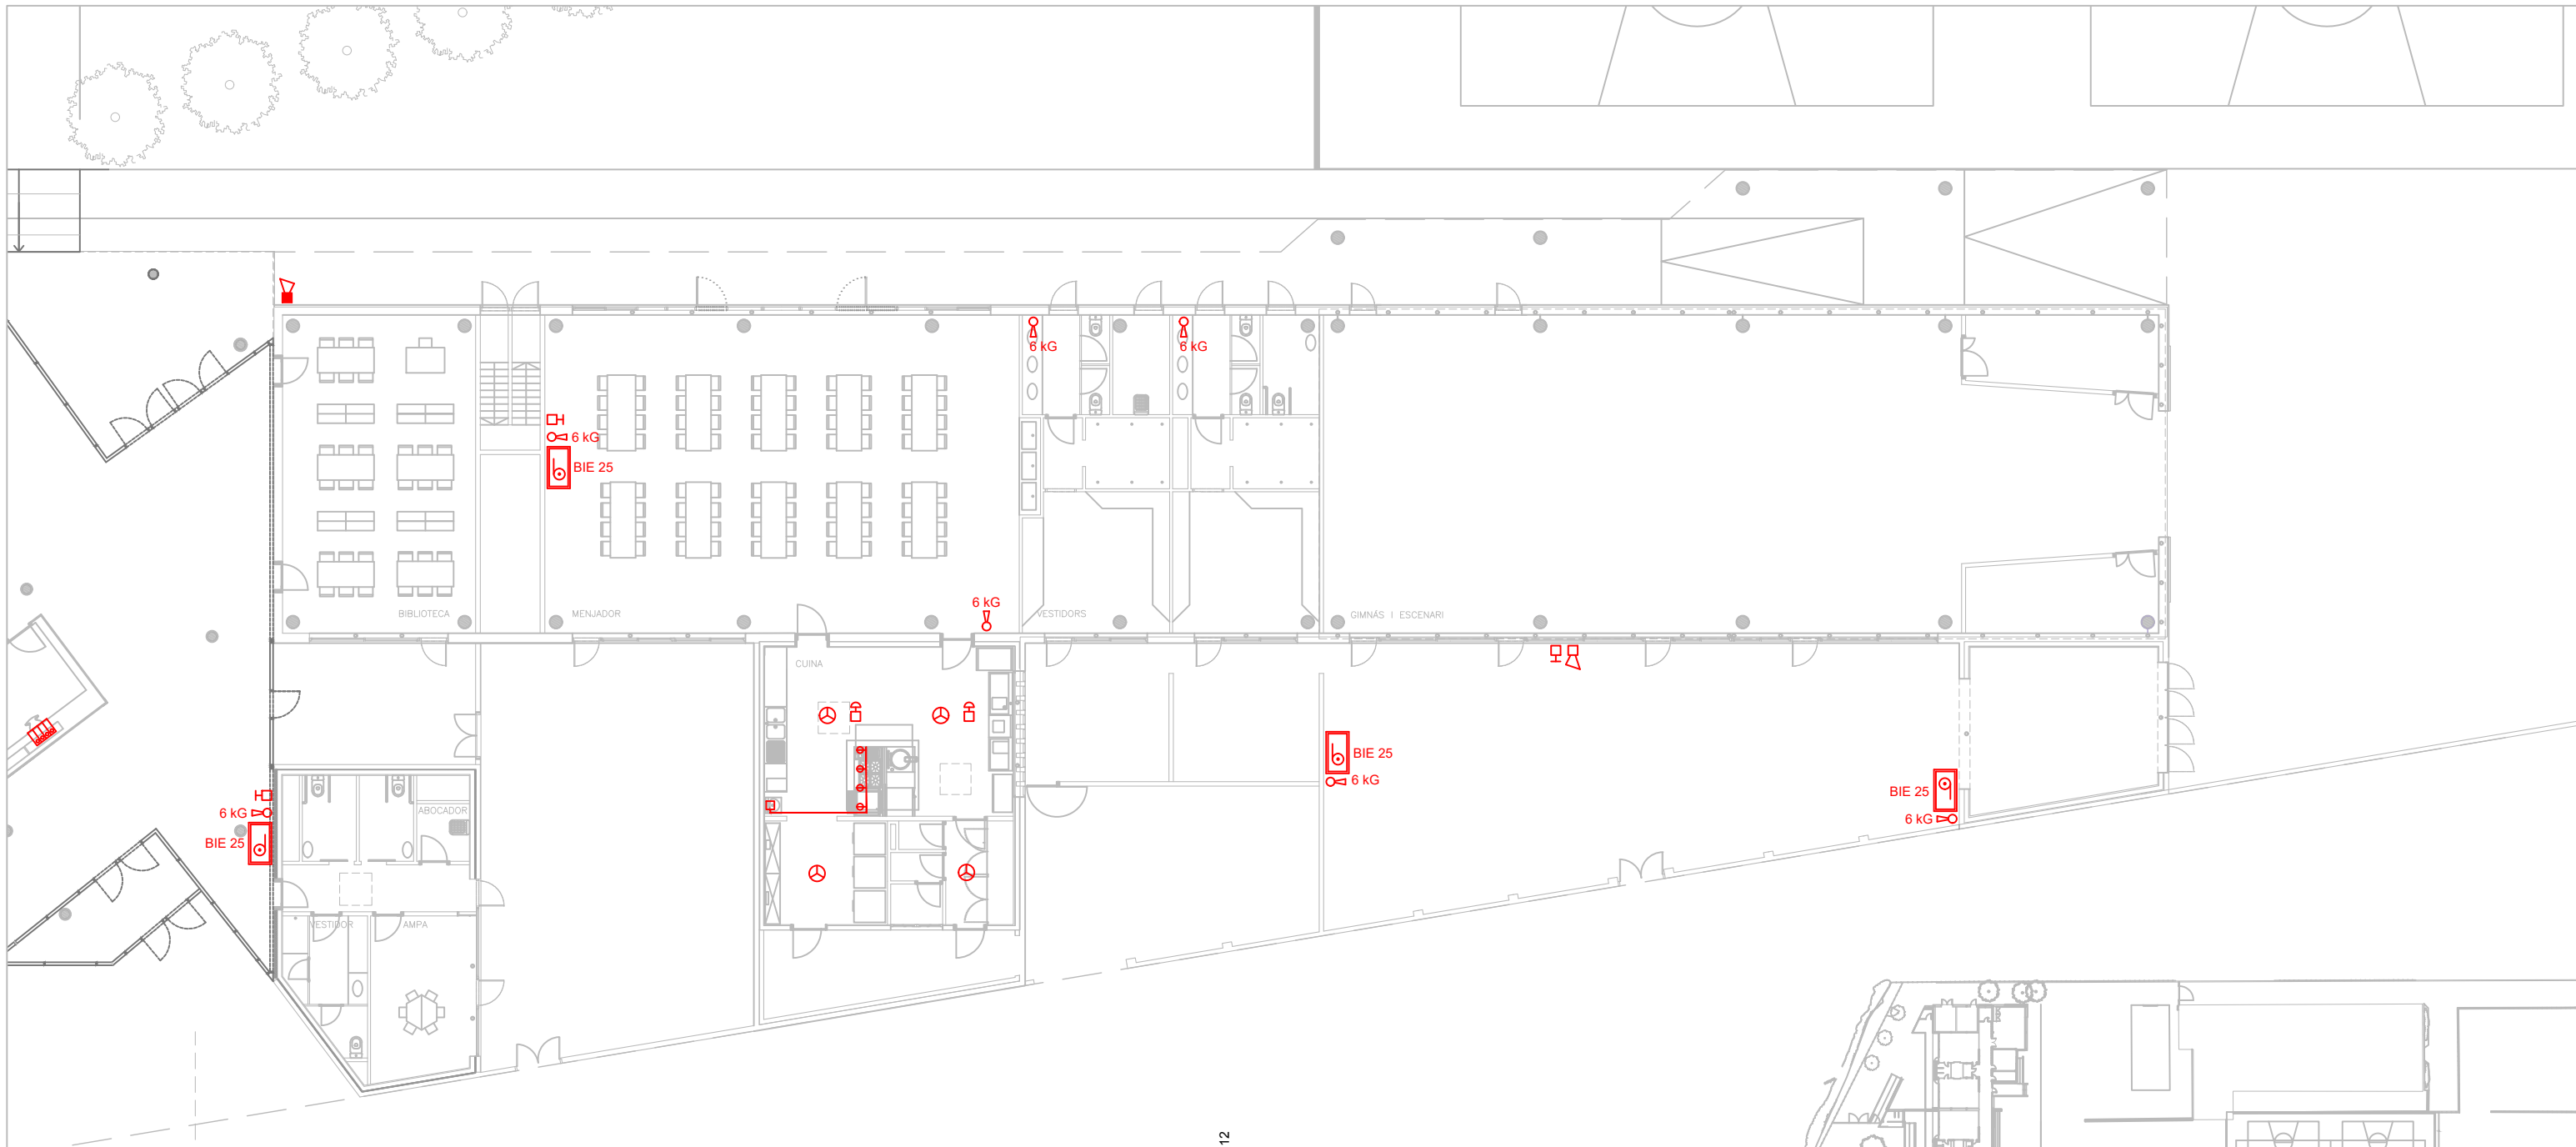 6 kG
6 kG
6 kG
BIE 25
6 kG
BIBLIOTECA
MENJADOR
VESTIDORS
GIMNÁS I ESCENARI
CUINA
BIE 25
6 kG
BIE 25
6 kG
ABOCADOR
6 kG
BIE 25
VESTIDOR
AMPA
12